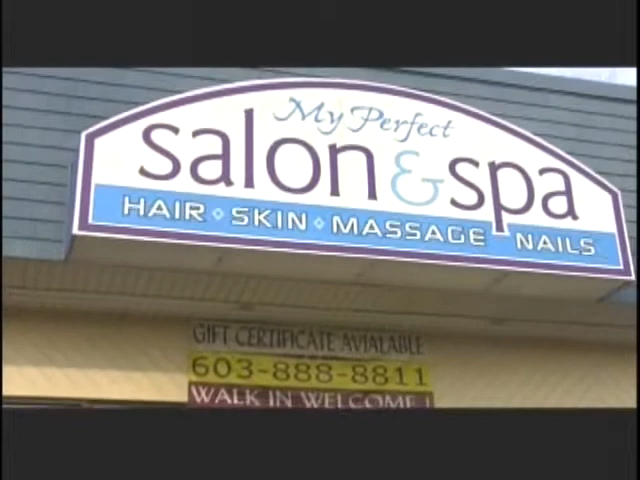 My Perfect
salon & spa
HAIR ◇ SKIN ◇ MASSAGE NAILS
GIFT CERTIFICATE AVIALABLE
603-888-8811
WALK IN WELCOME !